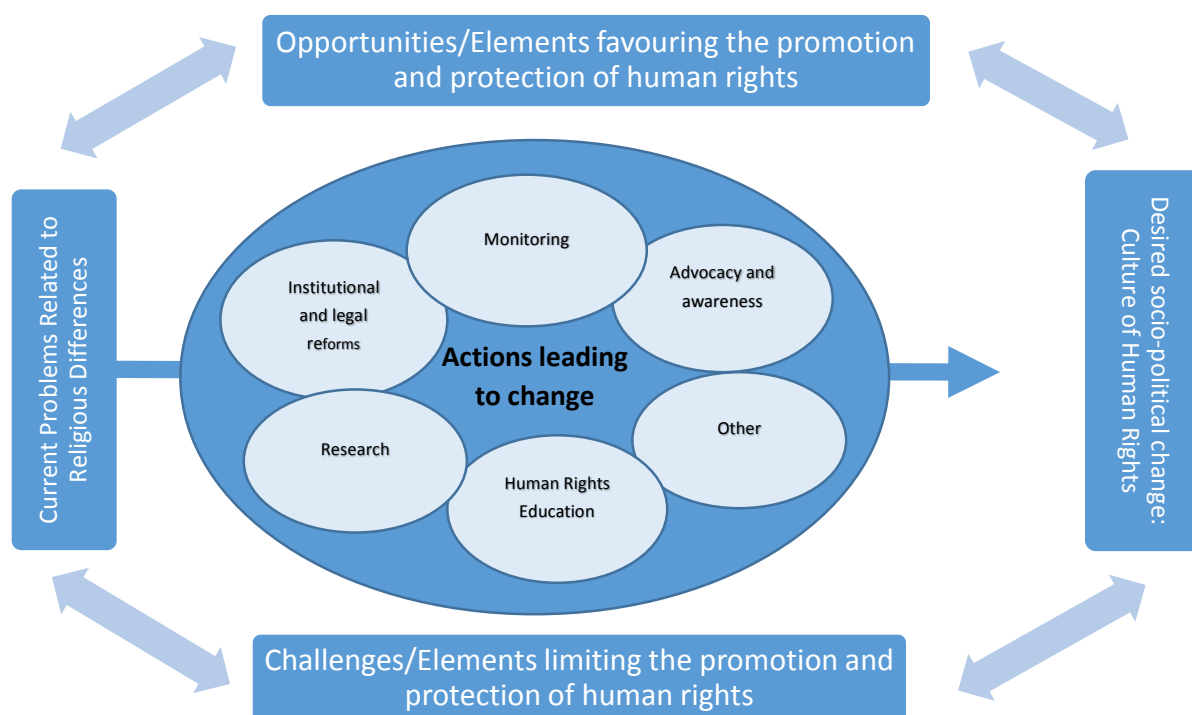 Opportunities/Elements favouring the promotion
and protection of human rights
Current Problems Related to
Religious Differences
Monitoring
Institutional
and legal
reforms
Advocacy and
awareness
Actions leading
to change
Research
Other
Human Rights
Education
Desired socio-political change:
Culture of Human Rights
Challenges/Elements limiting the promotion and
protection of human rights